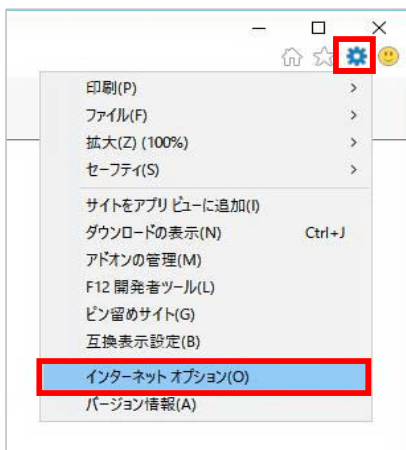 印刷(P)
ファイル(F)
拡大(Z) (100%)
セーフティ(S)
サイトをアプリ ビューに追加(I)
ダウンロードの表示(N) Ctrl+J
アドオンの管理(M)
F12 開発者ツール(L)
ピン留めサイト(G)
互換表示設定(B)
インターネット オプション(O)
バージョン情報(A)